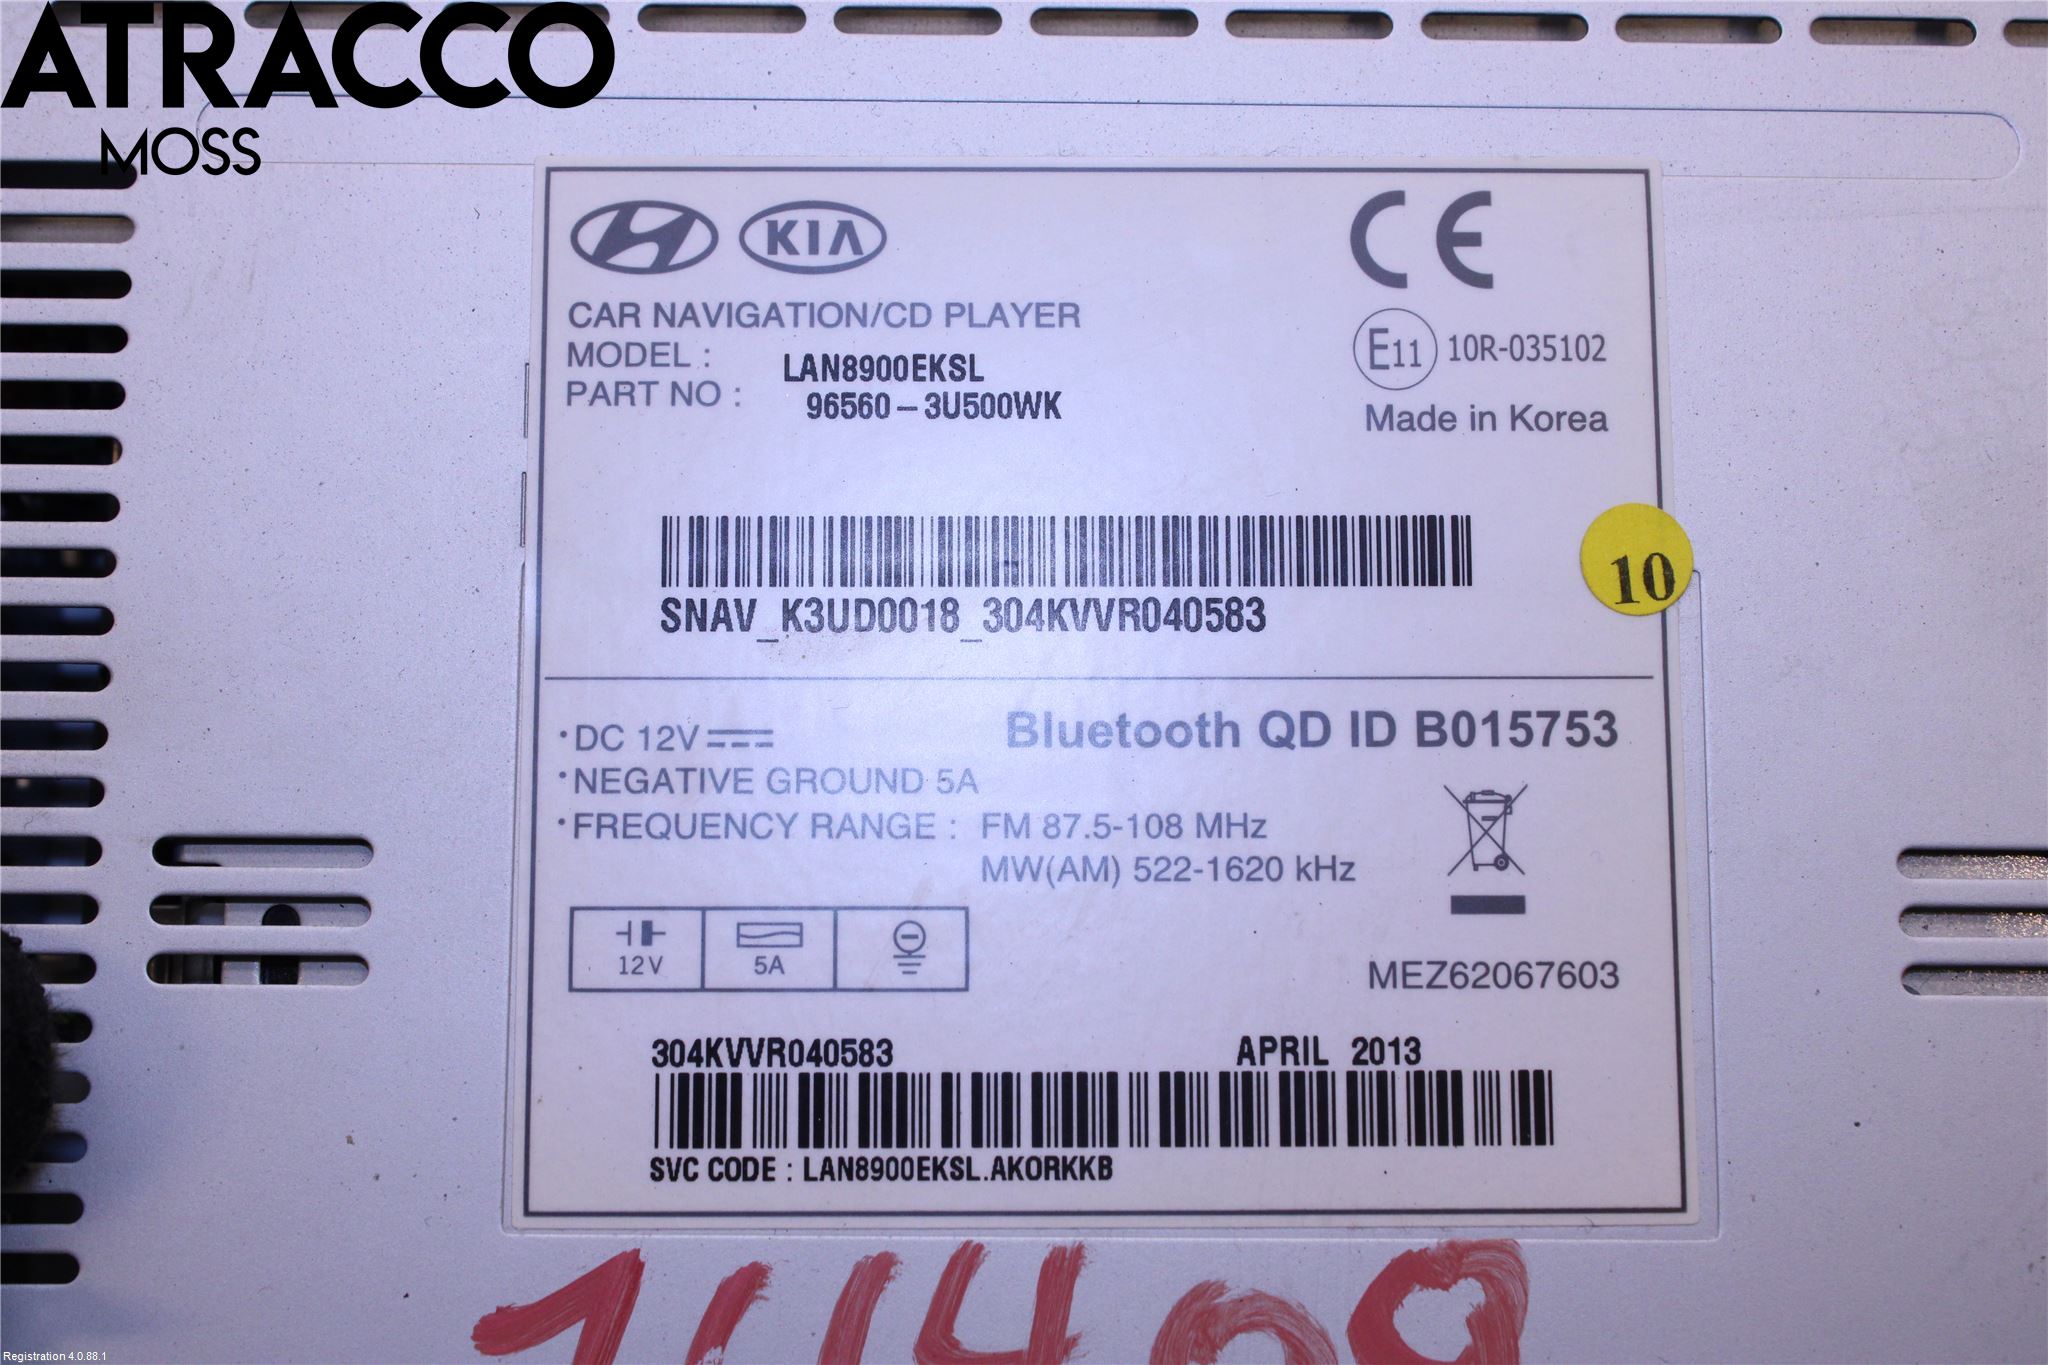 ATRACCO
MOSS
KIA
CE
CAR NAVIGATION/CD PLAYER
MODEL : LAN8900EKSL
PART NO : 96560-3U500WK
E11 10R-035102
Made in Korea
10
SNAV_K3UD0018_304KVVR040583
•DC 12V
Bluetooth QD ID B015753
•NEGATIVE GROUND 5A
•FREQUENCY RANGE : FM 87.5-108 MHz
MW(AM) 522-1620 kHz
12V 5A
MEZ62067603
304KVVR040583 APRIL 2013
SVC CODE : LAN8900EKSL.AKORKKB
Registration 4.0.88.1